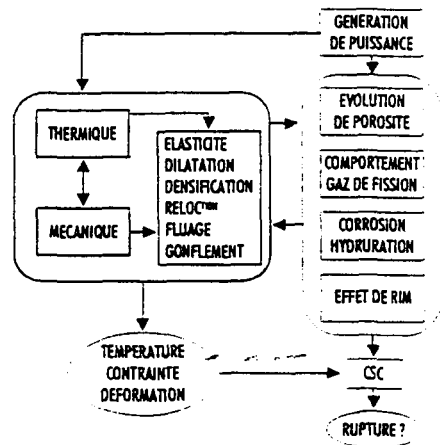 GENERATION
DE PUISSANCE
THERMIQUE
MECANIQUE
ELASTICITE
DILATATION
DENSIFICATION
RELOCTION
FLUAGE
GONFLEMENT
EVOLUTION
DE POROSITE
COMPORTEMENT
GAZ DE FISSION
CORROSION
HYDRURATION
EFFET DE RIM
TEMPERATURE
CONTRAINTE
DEFORMATION
CSC
RUPTURE ?